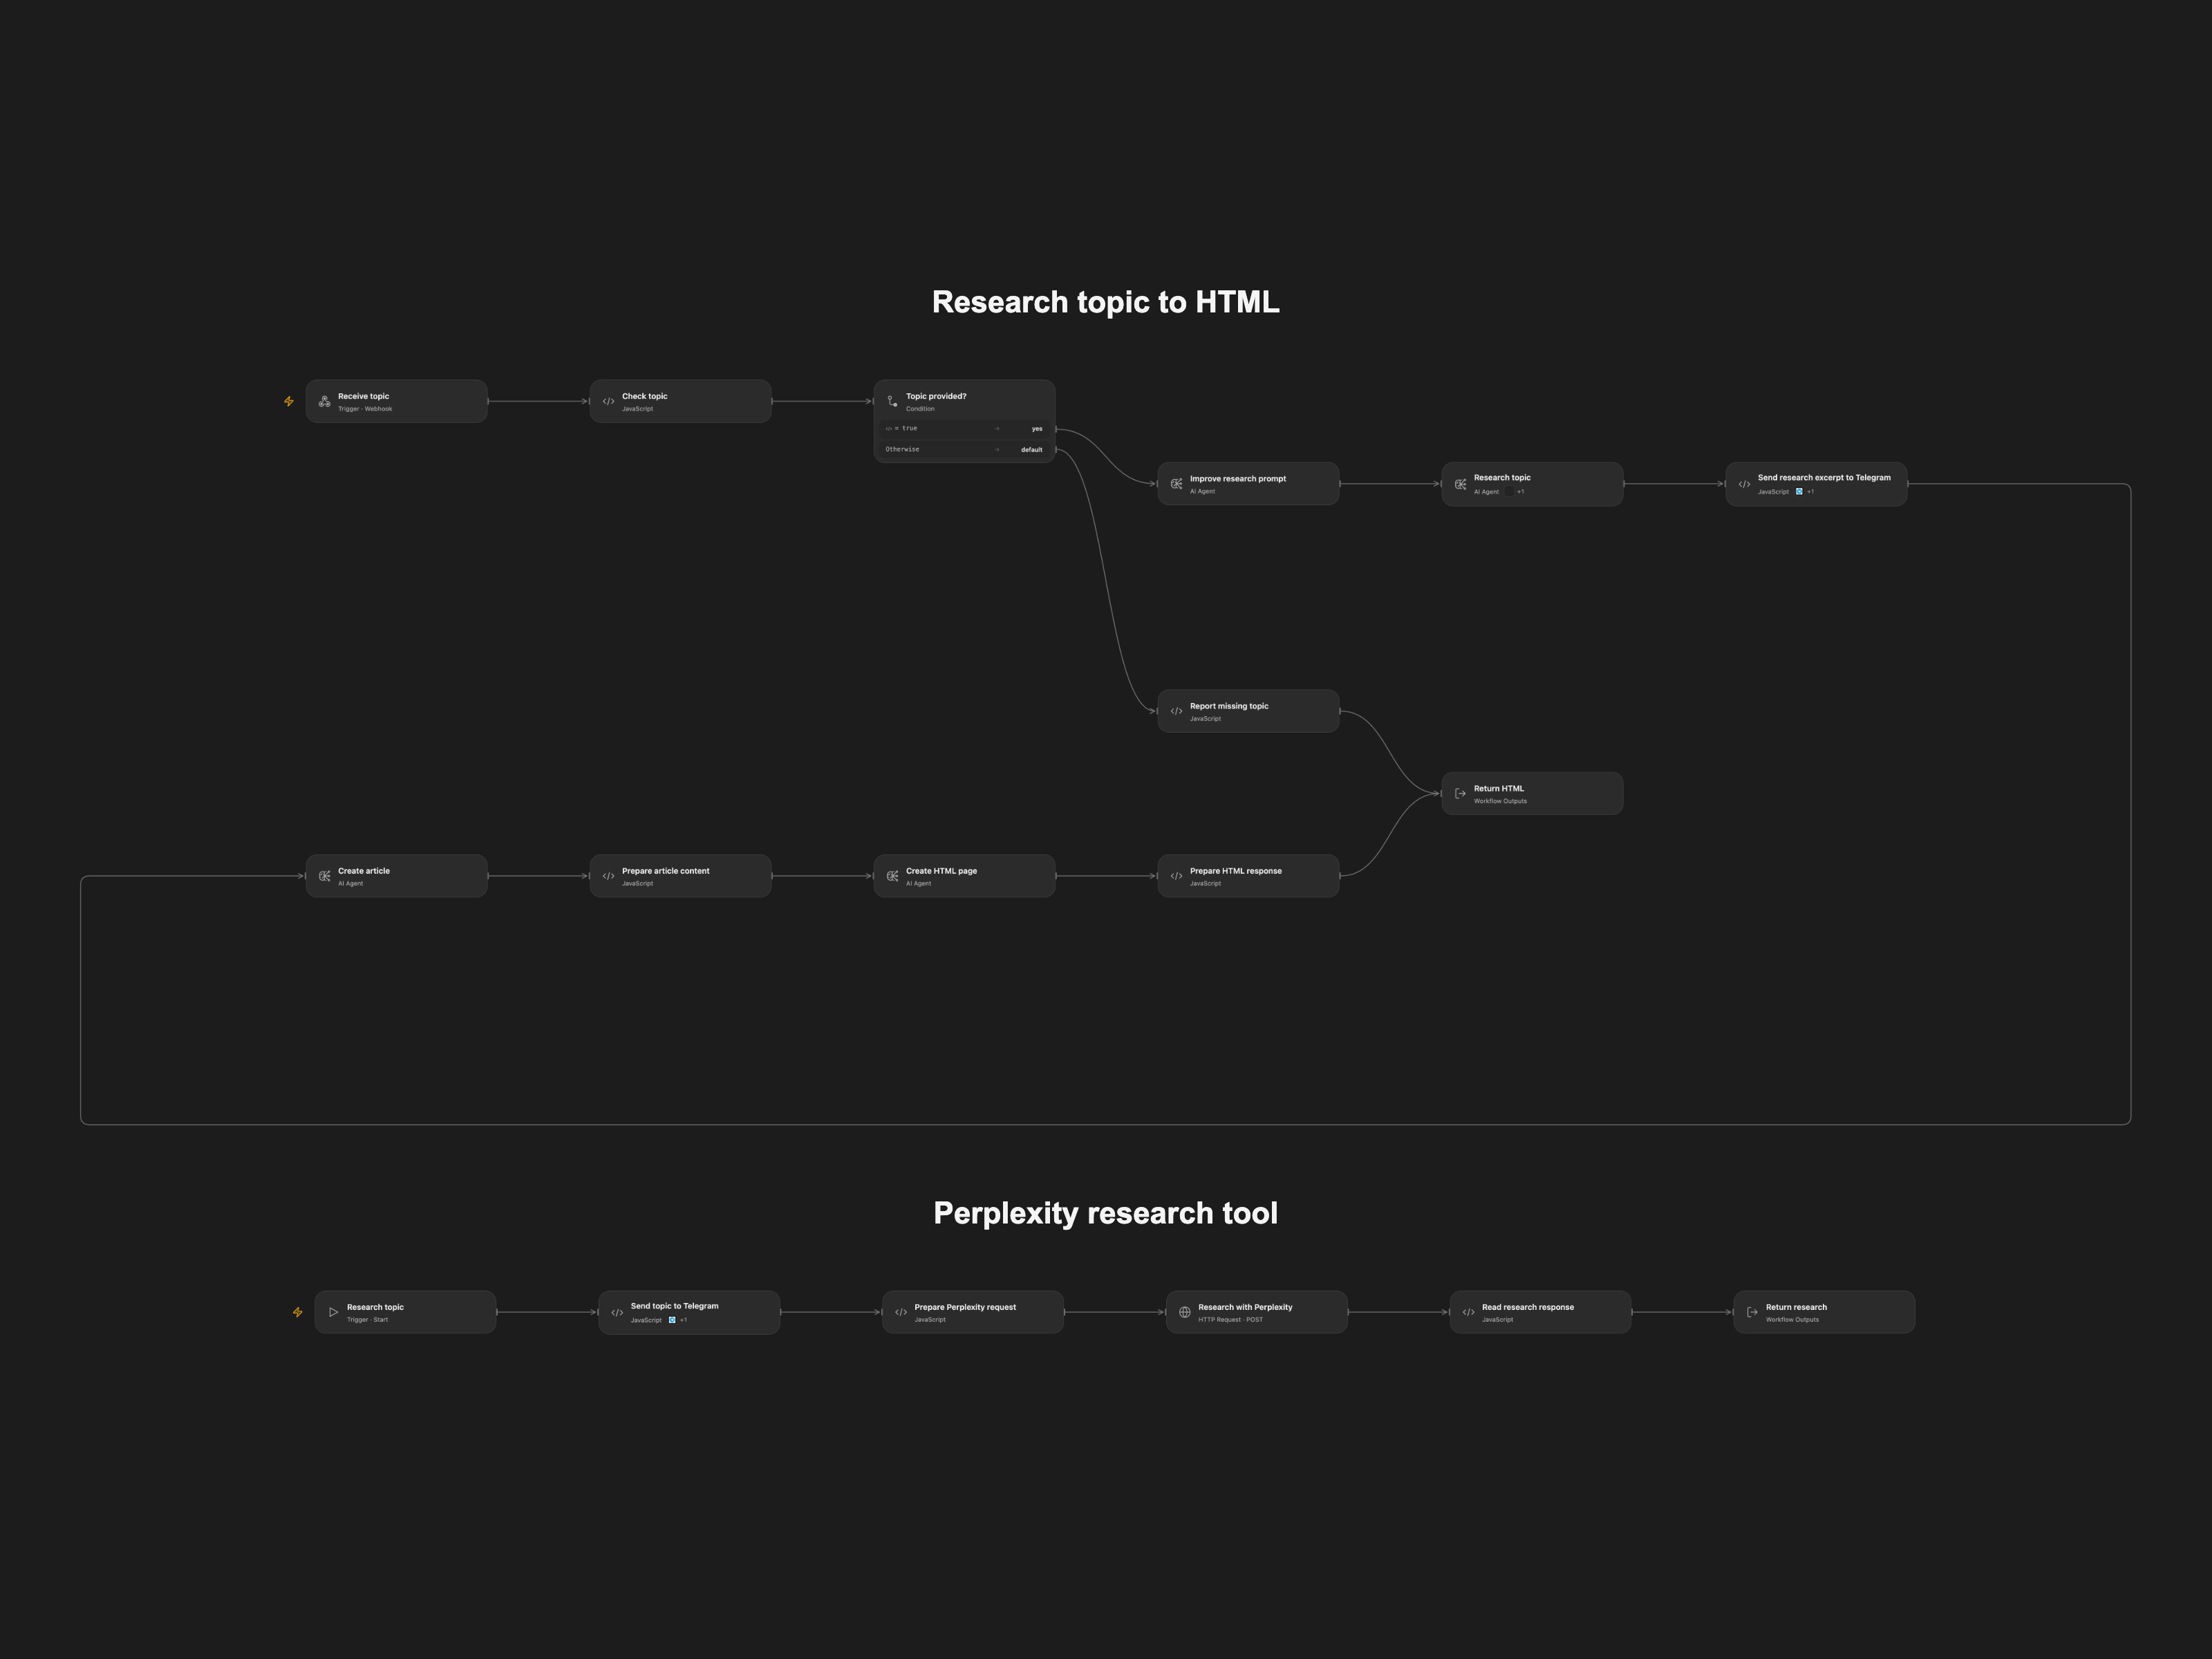 Research topic to HTML
Receive topic
Trigger · Webhook
Check topic
JavaScript
Topic provided?
Condition
</> = true → yes
Otherwise → default
Improve research prompt
AI Agent
Research topic
AI Agent +1
Send research excerpt to Telegram
JavaScript +1
Report missing topic
JavaScript
Return HTML
Workflow Outputs
Create article
AI Agent
Prepare article content
JavaScript
Create HTML page
AI Agent
Prepare HTML response
JavaScript
Perplexity research tool
Research topic
Trigger · Start
Send topic to Telegram
JavaScript +1
Prepare Perplexity request
JavaScript
Research with Perplexity
HTTP Request · POST
Read research response
JavaScript
Return research
Workflow Outputs